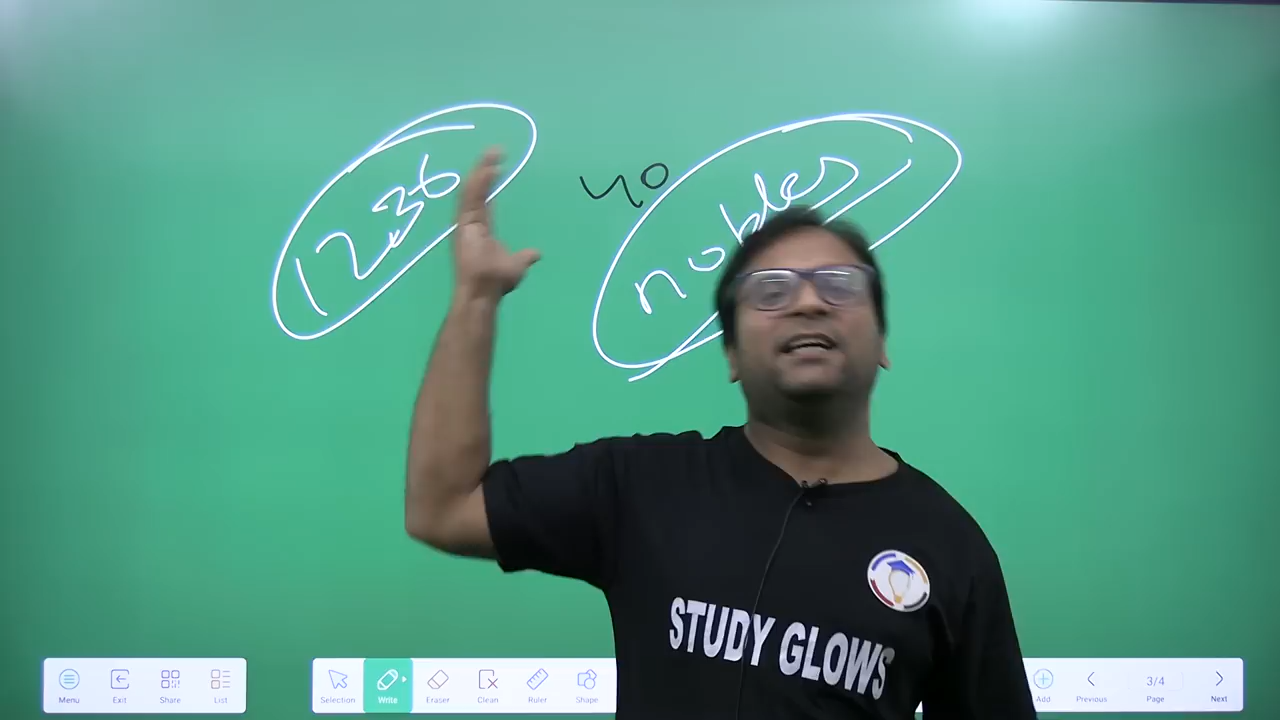 1236
40
nobles
STUDY GLOWS
Menu
Exit
Share
List
Selection
Write
Eraser
Clean
Ruler
Shape
Add
Previous
3/4
Page
Next